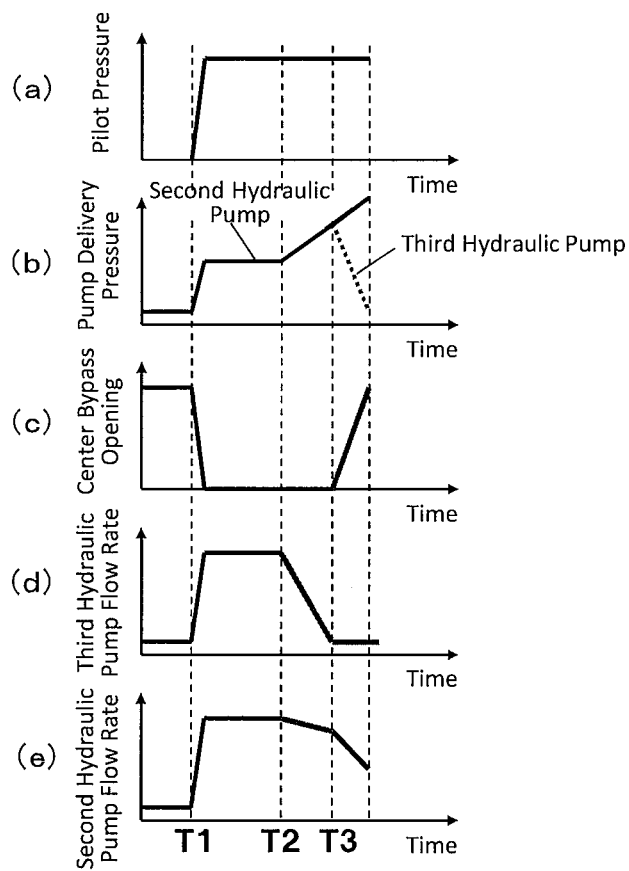 (a)
Pilot Pressure
Time
Second Hydraulic
Pump
(b)
Pump Delivery
Pressure
Third Hydraulic Pump
Time
(c)
Center Bypass
Opening
Time
(d)
Third Hydraulic
Pump Flow Rate
Time
(e)
Second Hydraulic
Pump Flow Rate
T1 T2 T3
Time